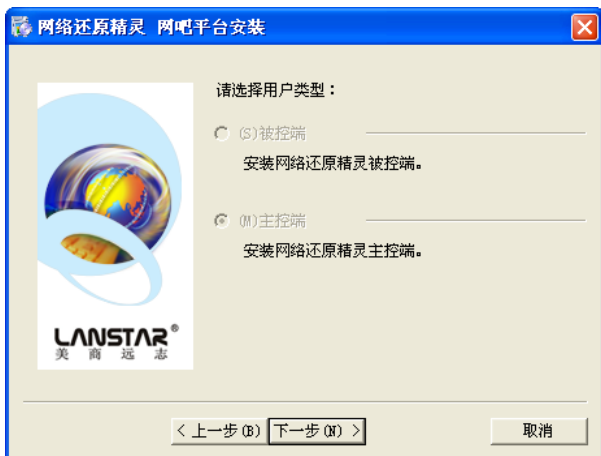 网络还原精灵 网吧平台安装
请选择用户类型：
(S)被控端
安装网络还原精灵被控端。
(M)主控端
安装网络还原精灵主控端。
LANSTAR®
美商远志
< 上一步(B) 下一步(N) > 取消